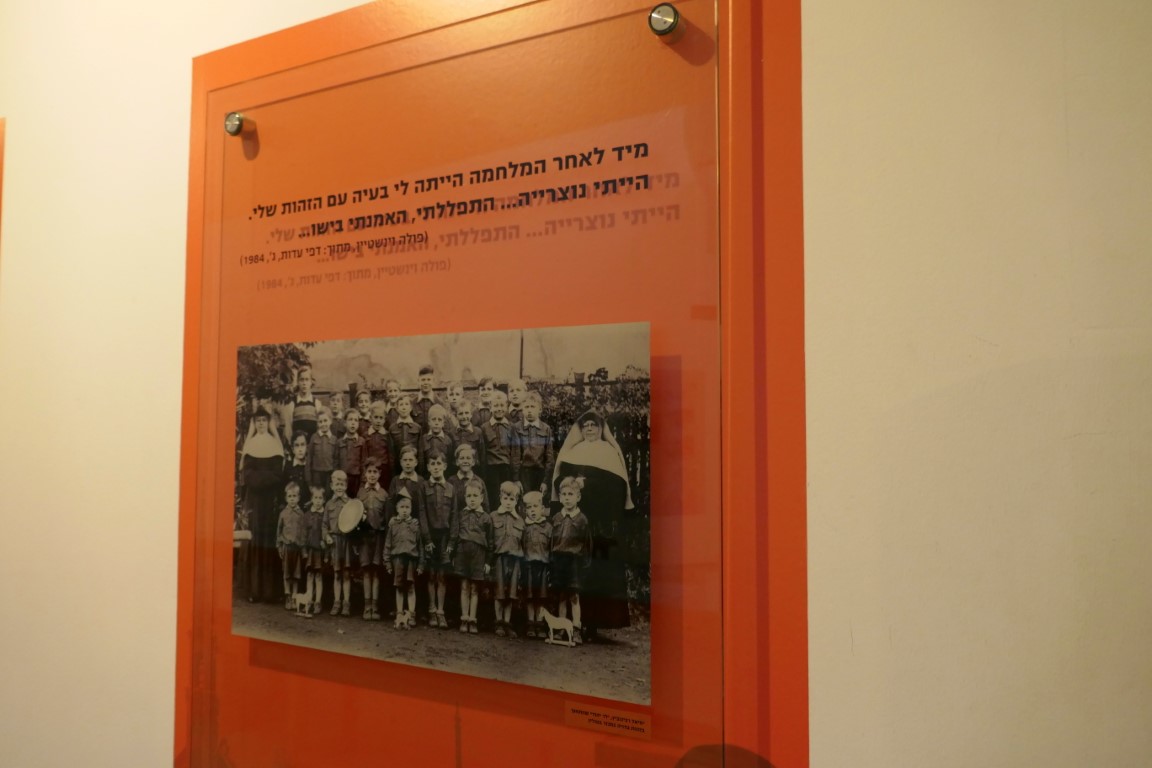 מיד לאחר המלחמה הייתה לי בעיה עם הזהות שלי.
הייתי נוצרייה... התפללתי, האמנתי בישו...
(פולה וינשטיין, מתוך: דפי עדות, ג', 1984)